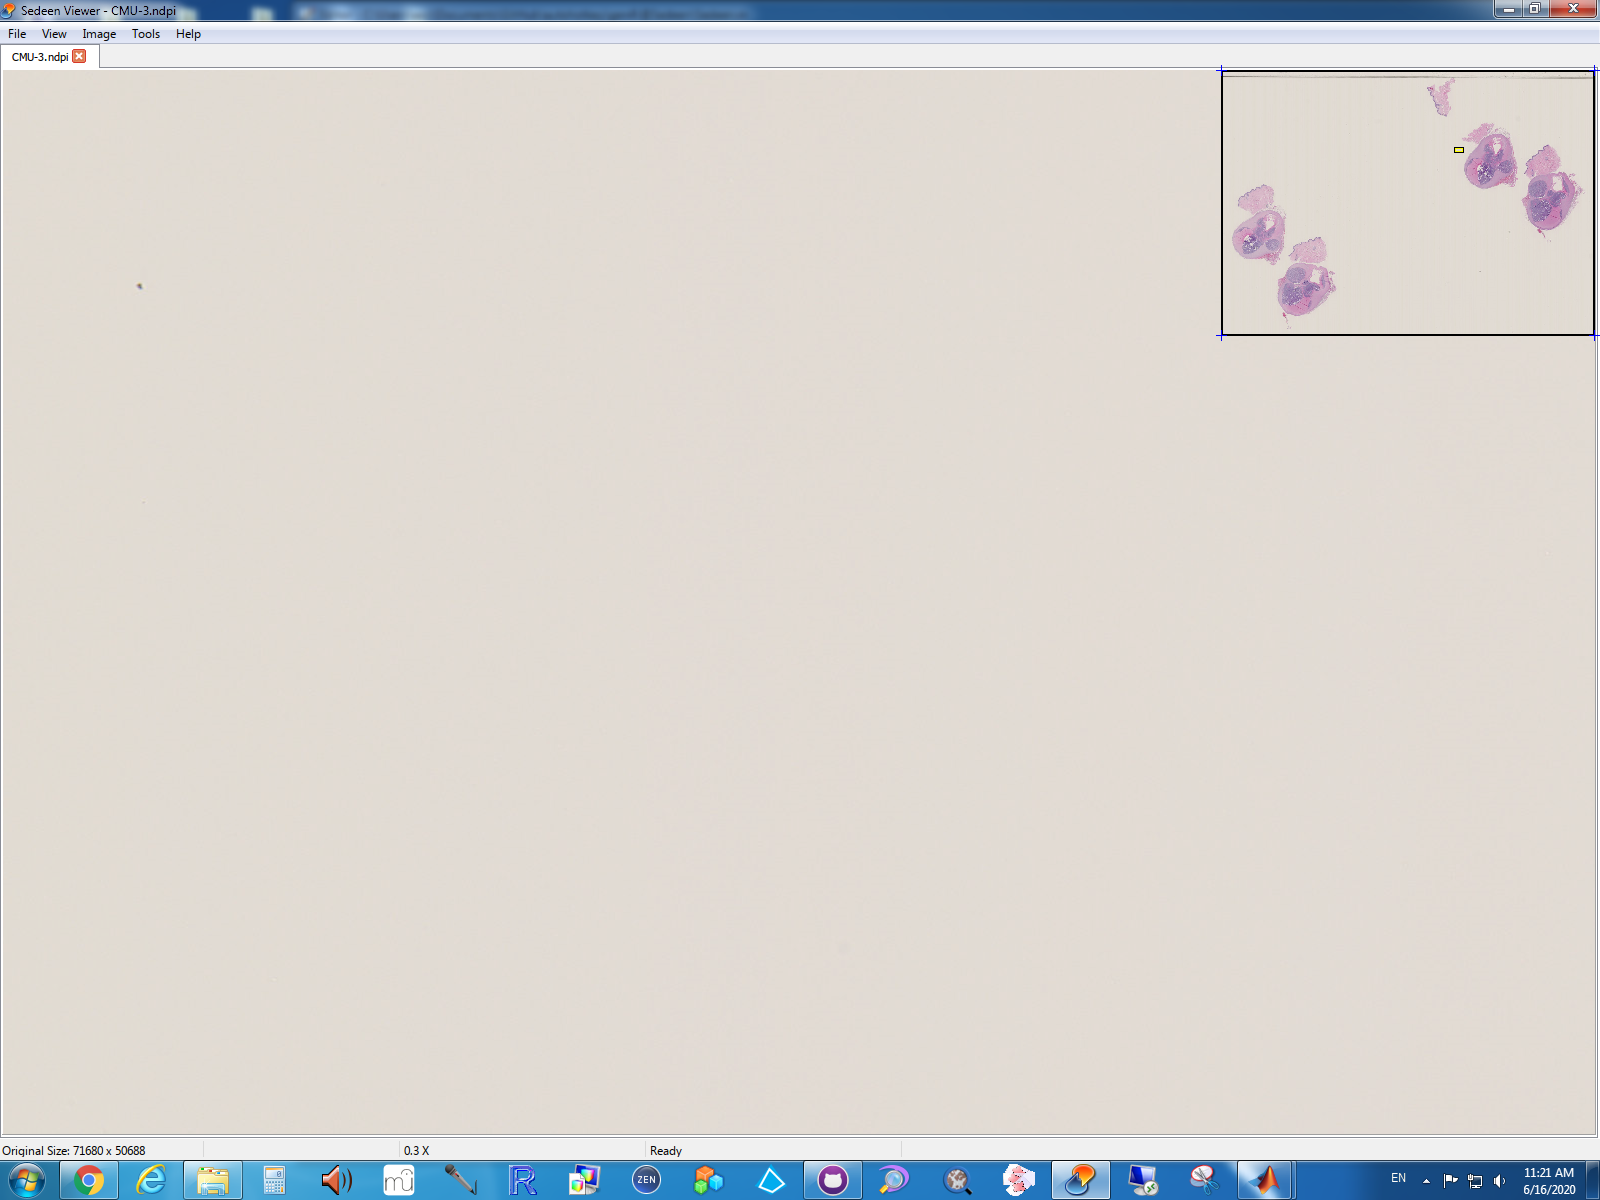 Sedeen Viewer - CMU-3.ndpi
File View Image Tools Help
CMU-3.ndpi
Original Size: 71680 x 50688 0.3 X Ready
mü R ZEN EN 11:21 AM
6/16/2020